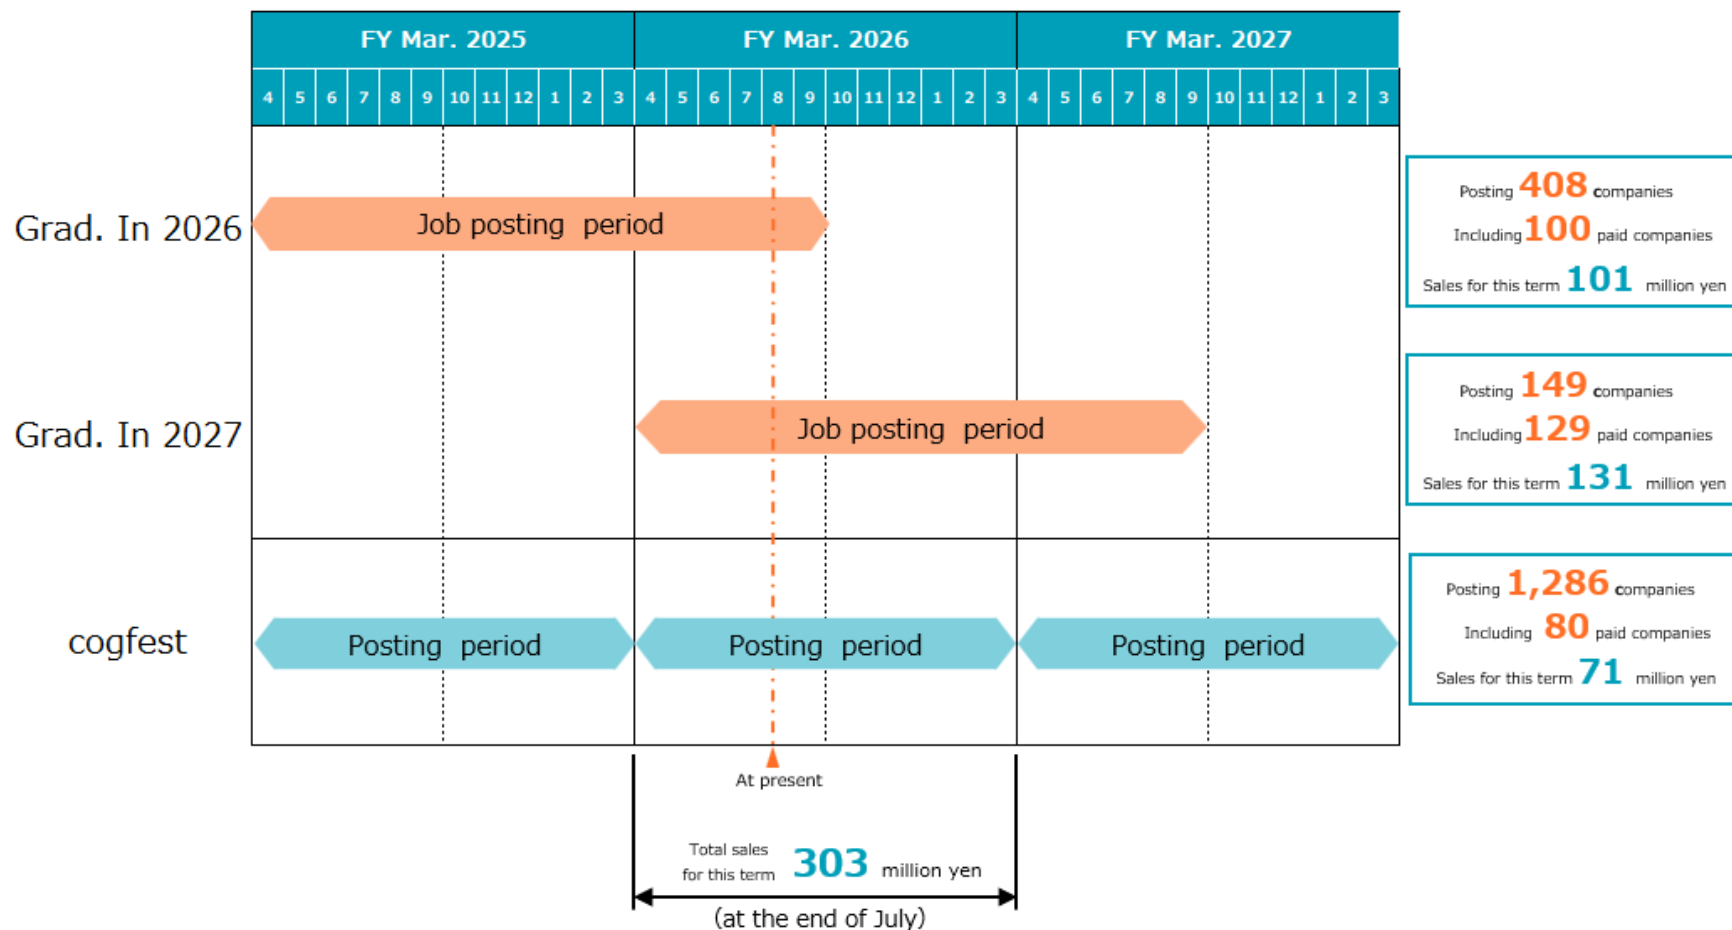 FY Mar. 2025 FY Mar. 2026 FY Mar. 2027
4 5 6 7 8 9 10 11 12 1 2 3 4 5 6 7 8 9 10 11 12 1 2 3 4 5 6 7 8 9 10 11 12 1 2 3
Grad. In 2026
Job posting period
Posting 408 companies
Including 100 paid companies
Sales for this term 101 million yen
Grad. In 2027
Job posting period
Posting 149 companies
Including 129 paid companies
Sales for this term 131 million yen
cogfest
Posting period
Posting period
Posting period
Posting 1,286 companies
Including 80 paid companies
Sales for this term 71 million yen
At present
Total sales
for this term 303 million yen
(at the end of July)